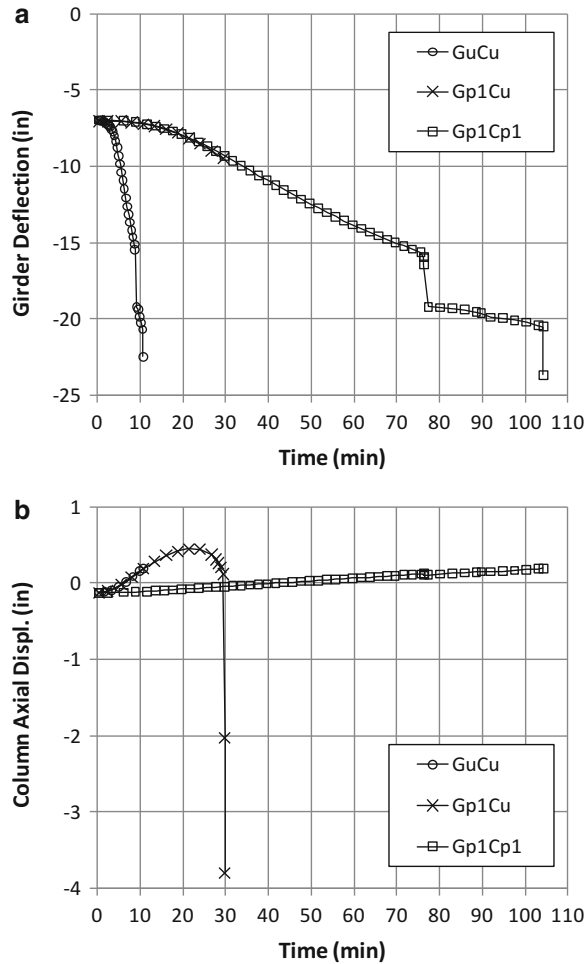 a
0
-5
-10
-15
-20
-25
Girder Deflection (in)
GuCu
Gp1Cu
Gp1Cp1
0 10 20 30 40 50 60 70 80 90 100 110
Time (min)
b
1
0
-1
-2
-3
-4
Column Axial Displ. (in)
GuCu
Gp1Cu
Gp1Cp1
0 10 20 30 40 50 60 70 80 90 100 110
Time (min)